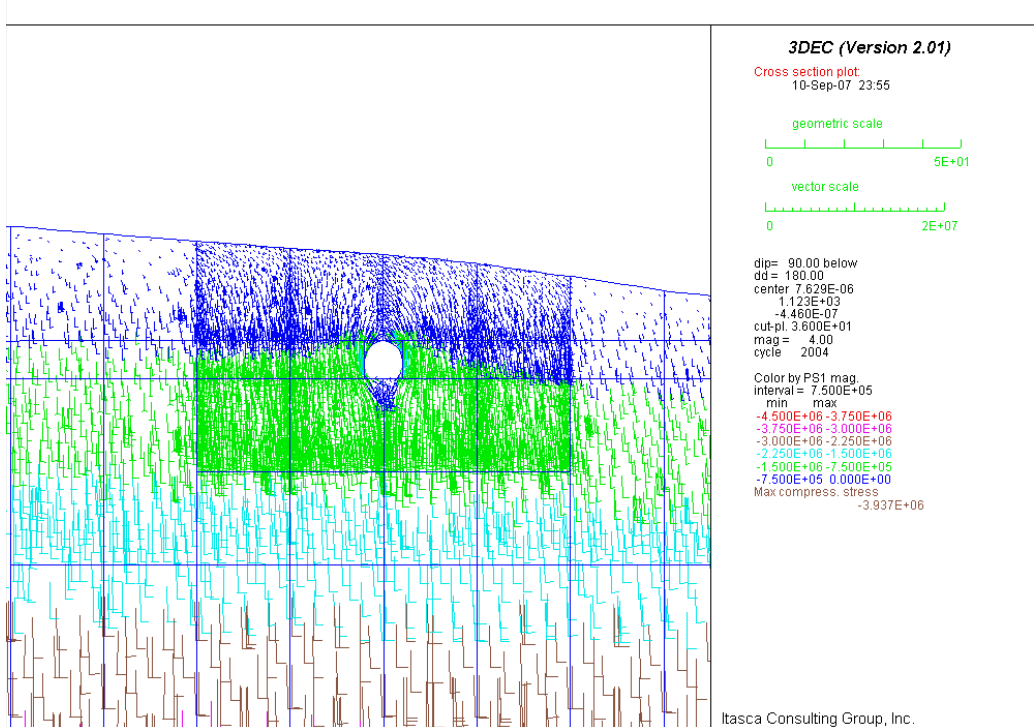 3DEC (Version 2.01)
Cross section plot:
10-Sep-07 23:55
geometric scale
0 5E+01
vector scale
0 2E+07
dip= 90.00 below
dd = 180.00
center 7.629E-06
1.123E+03
-4.460E-07
cut-pl. 3.600E+01
mag = 4.00
cycle 2004
Color by PS1 mag.
interval = 7.500E+05
min max
-4.500E+06 -3.750E+06
-3.750E+06 -3.000E+06
-3.000E+06 -2.250E+06
-2.250E+06 -1.500E+06
-1.500E+06 -7.500E+05
-7.500E+05 0.000E+00
Max compress. stress
-3.937E+06
Itasca Consulting Group, Inc.